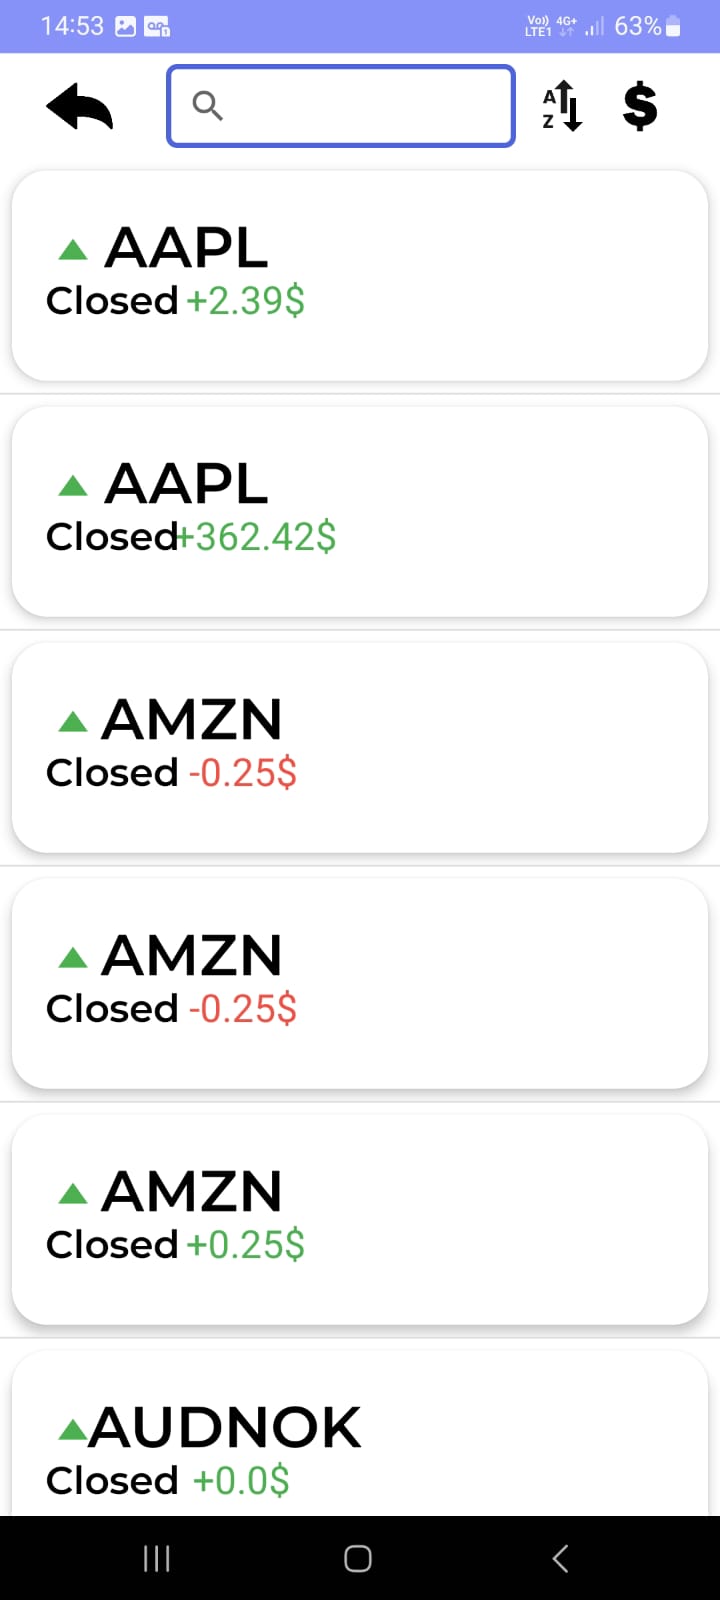 14:53 Vo) LTE1 4G+ 63%
A Z $
AAPL
Closed +2.39$
AAPL
Closed+362.42$
AMZN
Closed -0.25$
AMZN
Closed -0.25$
AMZN
Closed +0.25$
AUDNOK
Closed +0.0$